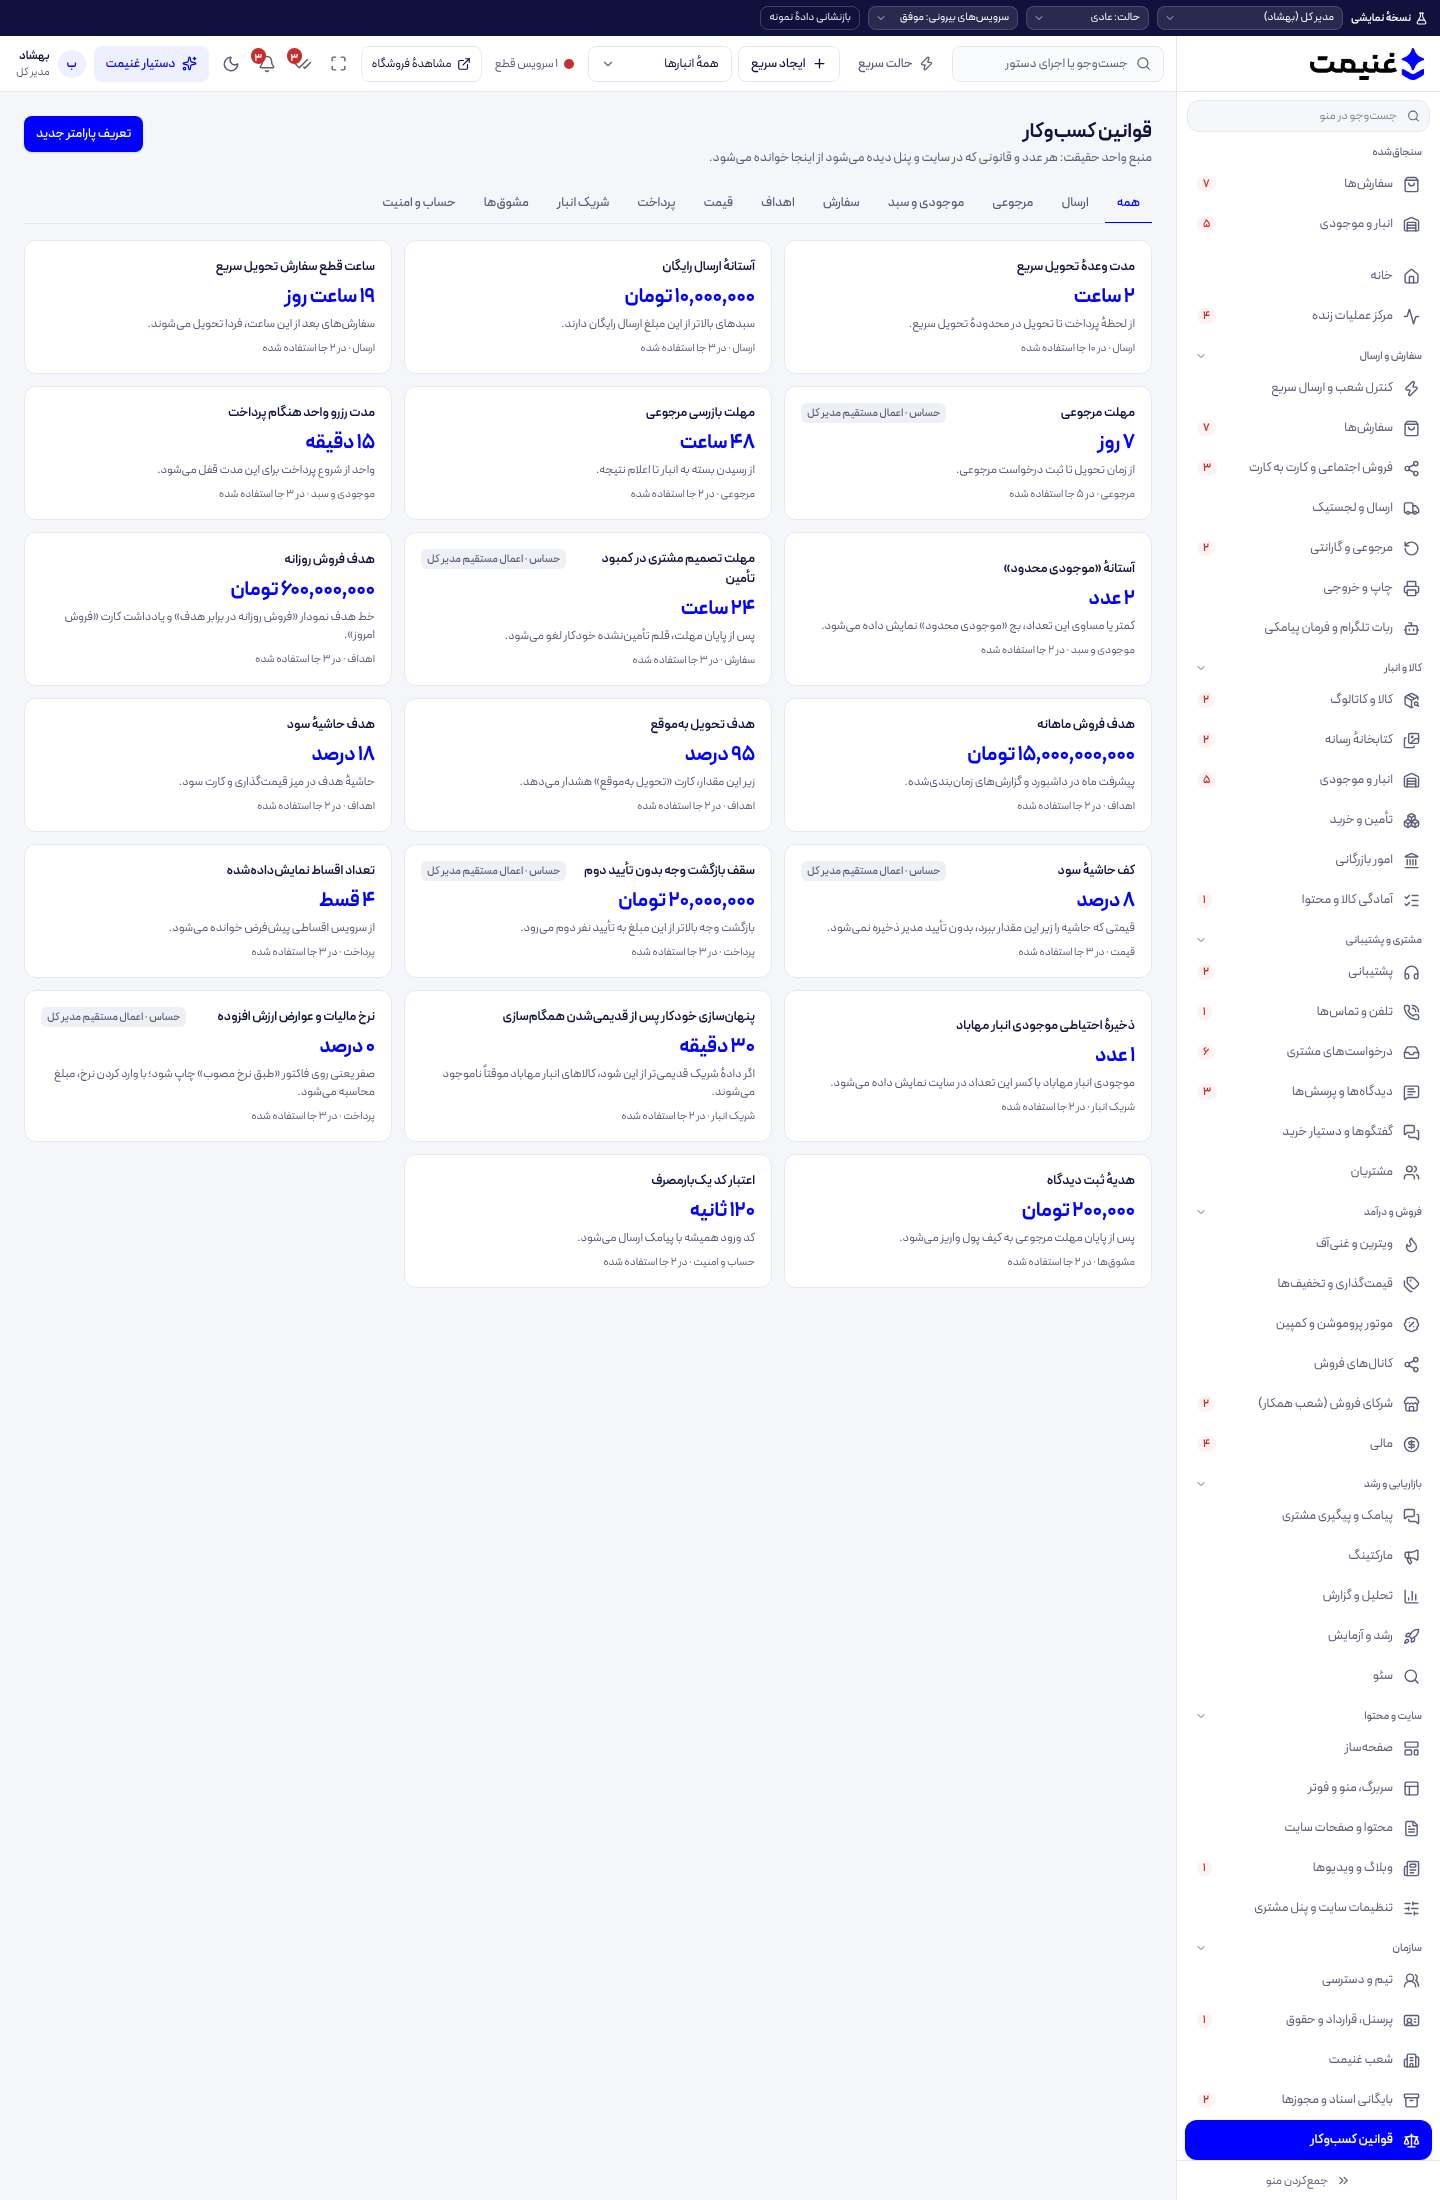 نسخهٔ نمایشی
مدیر کل (بهشاد)
حالت: عادی
سرویس‌های بیرونی: موفق
بازنشانی دادهٔ نمونه
غنیمت
جست‌وجو یا اجرای دستور
حالت سریع
ایجاد سریع
همهٔ انبارها
۱ سرویس قطع
مشاهدهٔ فروشگاه
۳
۳
دستیار غنیمت
ب
بهشاد
مدیر کل
جست‌وجو در منو
سنجاق‌شده
سفارش‌ها ۷
انبار و موجودی ۵
خانه
مرکز عملیات زنده ۴
سفارش و ارسال
کنترل شعب و ارسال سریع
سفارش‌ها ۷
فروش اجتماعی و کارت به کارت ۳
ارسال و لجستیک
مرجوعی و گارانتی ۲
چاپ و خروجی
ربات تلگرام و فرمان پیامکی
کالا و انبار
کالا و کاتالوگ ۲
کتابخانهٔ رسانه ۲
انبار و موجودی ۵
تأمین و خرید
امور بازرگانی
آمادگی کالا و محتوا ۱
مشتری و پشتیبانی
پشتیبانی ۲
تلفن و تماس‌ها ۱
درخواست‌های مشتری ۶
دیدگاه‌ها و پرسش‌ها ۳
گفتگوها و دستیار خرید
مشتریان
فروش و درآمد
ویترین و غنی‌آف
قیمت‌گذاری و تخفیف‌ها
موتور پروموشن و کمپین
کانال‌های فروش
شرکای فروش (شعب همکار) ۲
مالی ۴
بازاریابی و رشد
پیامک و پیگیری مشتری
مارکتینگ
تحلیل و گزارش
رشد و آزمایش
سئو
سایت و محتوا
صفحه‌ساز
سربرگ، منو و فوتر
محتوا و صفحات سایت
وبلاگ و ویدیوها ۱
تنظیمات سایت و پنل مشتری
سازمان
تیم و دسترسی
پرسنل، قرارداد و حقوق ۱
شعب غنیمت
بایگانی اسناد و مجوزها ۲
قوانین کسب‌وکار
جمع‌کردن منو
قوانین کسب‌وکار
منبع واحد حقیقت: هر عدد و قانونی که در سایت و پنل دیده می‌شود از اینجا خوانده می‌شود.
تعریف پارامتر جدید
همه ارسال مرجوعی موجودی و سبد سفارش اهداف قیمت پرداخت شریک انبار مشوق‌ها حساب و امنیت
مدت وعدهٔ تحویل سریع
۲ ساعت
از لحظهٔ پرداخت تا تحویل در محدودهٔ تحویل سریع.
ارسال · در ۱۰ جا استفاده شده
آستانهٔ ارسال رایگان
۱۰,۰۰۰,۰۰۰ تومان
سبدهای بالاتر از این مبلغ ارسال رایگان دارند.
ارسال · در ۳ جا استفاده شده
ساعت قطع سفارش تحویل سریع
۱۹ ساعت روز
سفارش‌های بعد از این ساعت، فردا تحویل می‌شوند.
ارسال · در ۲ جا استفاده شده
مهلت مرجوعی
حساس · اعمال مستقیم مدیر کل
۷ روز
از زمان تحویل تا ثبت درخواست مرجوعی.
مرجوعی · در ۵ جا استفاده شده
مهلت بازرسی مرجوعی
۴۸ ساعت
از رسیدن بسته به انبار تا اعلام نتیجه.
مرجوعی · در ۲ جا استفاده شده
مدت رزرو واحد هنگام پرداخت
۱۵ دقیقه
واحد از شروع پرداخت برای این مدت قفل می‌شود.
موجودی و سبد · در ۳ جا استفاده شده
آستانهٔ «موجودی محدود»
۲ عدد
کمتر یا مساوی این تعداد، بج «موجودی محدود» نمایش داده می‌شود.
موجودی و سبد · در ۲ جا استفاده شده
مهلت تصمیم مشتری در کمبود
تأمین
حساس · اعمال مستقیم مدیر کل
۲۴ ساعت
پس از پایان مهلت، قلم تأمین‌نشده خودکار لغو می‌شود.
سفارش · در ۳ جا استفاده شده
هدف فروش روزانه
۶۰۰,۰۰۰,۰۰۰ تومان
خط هدف نمودار «فروش روزانه در برابر هدف» و یادداشت کارت «فروش
امروز».
اهداف · در ۳ جا استفاده شده
هدف فروش ماهانه
۱۵,۰۰۰,۰۰۰,۰۰۰ تومان
پیشرفت ماه در داشبورد و گزارش‌های زمان‌بندی‌شده.
اهداف · در ۲ جا استفاده شده
هدف تحویل به‌موقع
۹۵ درصد
زیر این مقدار، کارت «تحویل به‌موقع» هشدار می‌دهد.
اهداف · در ۲ جا استفاده شده
هدف حاشیهٔ سود
۱۸ درصد
حاشیهٔ هدف در میز قیمت‌گذاری و کارت سود.
اهداف · در ۲ جا استفاده شده
کف حاشیهٔ سود
حساس · اعمال مستقیم مدیر کل
۸ درصد
قیمتی که حاشیه را زیر این مقدار ببرد، بدون تأیید مدیر ذخیره نمی‌شود.
قیمت · در ۳ جا استفاده شده
سقف بازگشت وجه بدون تأیید دوم
حساس · اعمال مستقیم مدیر کل
۲۰,۰۰۰,۰۰۰ تومان
بازگشت وجه بالاتر از این مبلغ به تأیید نفر دوم می‌رود.
پرداخت · در ۳ جا استفاده شده
تعداد اقساط نمایش‌داده‌شده
۴ قسط
از سرویس اقساطی پیش‌فرض خوانده می‌شود.
پرداخت · در ۳ جا استفاده شده
ذخیرهٔ احتیاطی موجودی انبار مهاباد
۱ عدد
موجودی انبار مهاباد با کسر این تعداد در سایت نمایش داده می‌شود.
شریک انبار · در ۲ جا استفاده شده
پنهان‌سازی خودکار پس از قدیمی‌شدن همگام‌سازی
۳۰ دقیقه
اگر دادهٔ شریک قدیمی‌تر از این شود، کالاهای انبار مهاباد موقتاً ناموجود
می‌شوند.
شریک انبار · در ۲ جا استفاده شده
نرخ مالیات و عوارض ارزش افزوده
حساس · اعمال مستقیم مدیر کل
۰ درصد
صفر یعنی روی فاکتور «طبق نرخ مصوب» چاپ شود؛ با وارد کردن نرخ، مبلغ
محاسبه می‌شود.
پرداخت · در ۳ جا استفاده شده
هدیهٔ ثبت دیدگاه
۲۰۰,۰۰۰ تومان
پس از پایان مهلت مرجوعی به کیف پول واریز می‌شود.
مشوق‌ها · در ۲ جا استفاده شده
اعتبار کد یک‌بارمصرف
۱۲۰ ثانیه
کد ورود همیشه با پیامک ارسال می‌شود.
حساب و امنیت · در ۲ جا استفاده شده